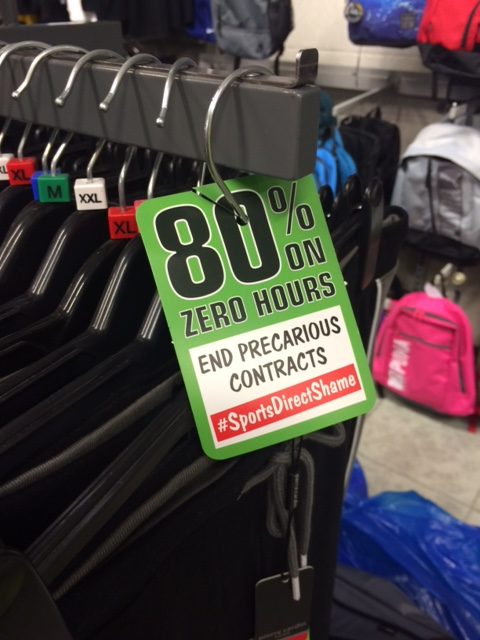 XL
M
XXL
XL
80%
ON
ZERO HOURS
END PRECARIOUS
CONTRACTS
#SportsDirectShame